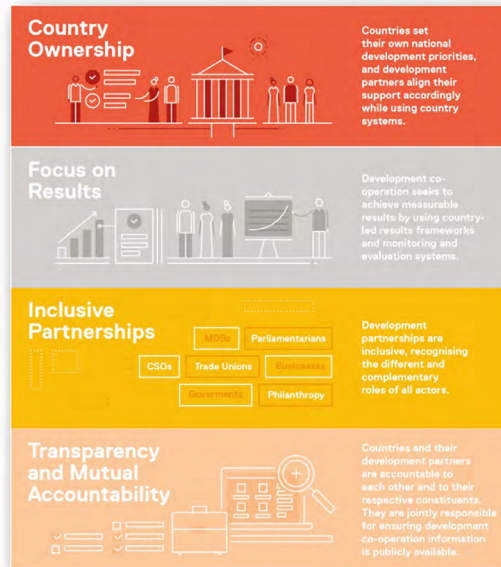 Country
Ownership
Countries set
their own national
development priorities,
and development
partners align their
support accordingly
while using country
systems.
Focus on
Results
Development co-
operation seeks to
achieve measurable
results by using country-
led results frameworks
and monitoring and
evaluation systems.
Inclusive
Partnerships
MDBs Parliamentarians
CSOs Trade Unions Businesses
Goverments Philanthropy
Development
partnerships are
inclusive, recognising
the different and
complementary
roles of all actors.
Transparency
and Mutual
Accountability
Countries and their
development partners
are accountable to
each other and to their
respective constituents.
They are jointly responsible
for ensuring development
co-operation information
is publicly available.